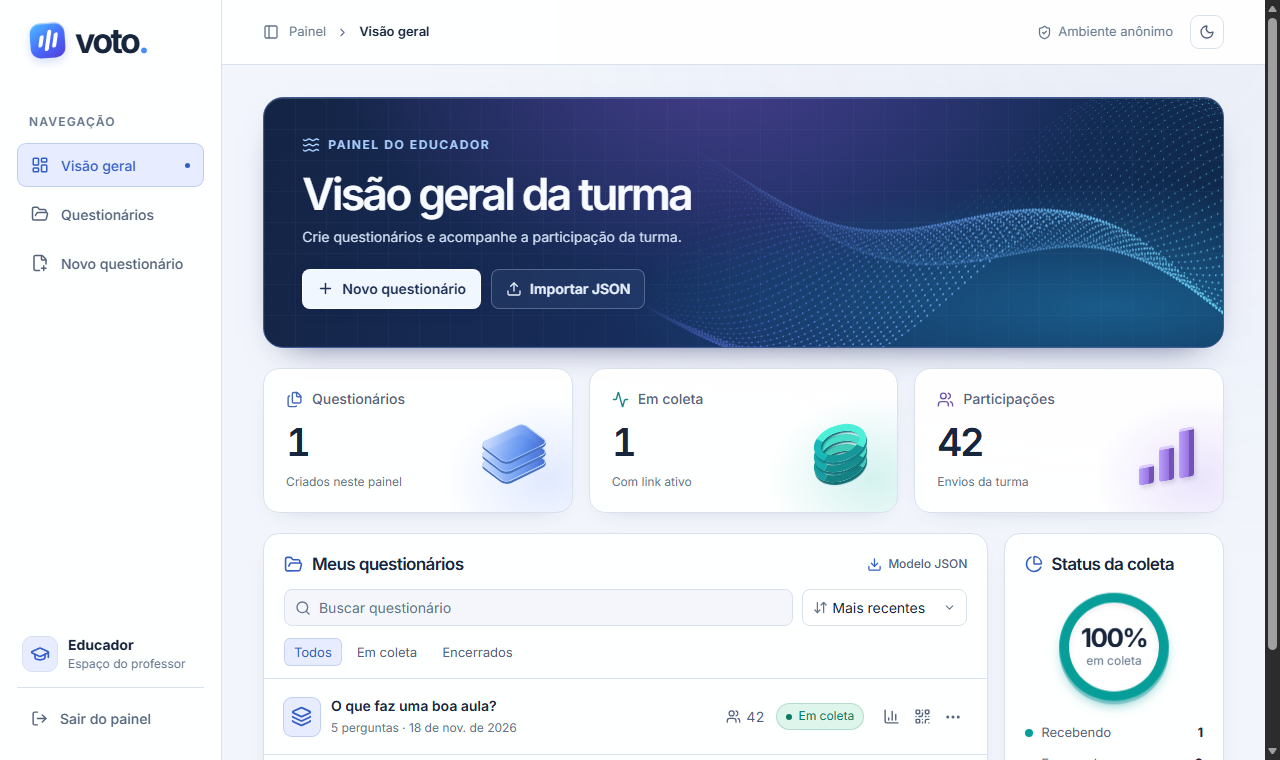 voto.
NAVEGAÇÃO
Visão geral
Questionários
Novo questionário
Educador
Espaço do professor
Sair do painel
Painel
Visão geral
Ambiente anônimo
PAINEL DO EDUCADOR
Visão geral da turma
Crie questionários e acompanhe a participação da turma.
Novo questionário
Importar JSON
Questionários
1
Criados neste painel
Em coleta
1
Com link ativo
Participações
42
Envios da turma
Meus questionários
Modelo JSON
Buscar questionário
Mais recentes
Todos
Em coleta
Encerrados
O que faz uma boa aula?
5 perguntas · 18 de nov. de 2026
42
Em coleta
Status da coleta
100%
em coleta
Recebendo
1